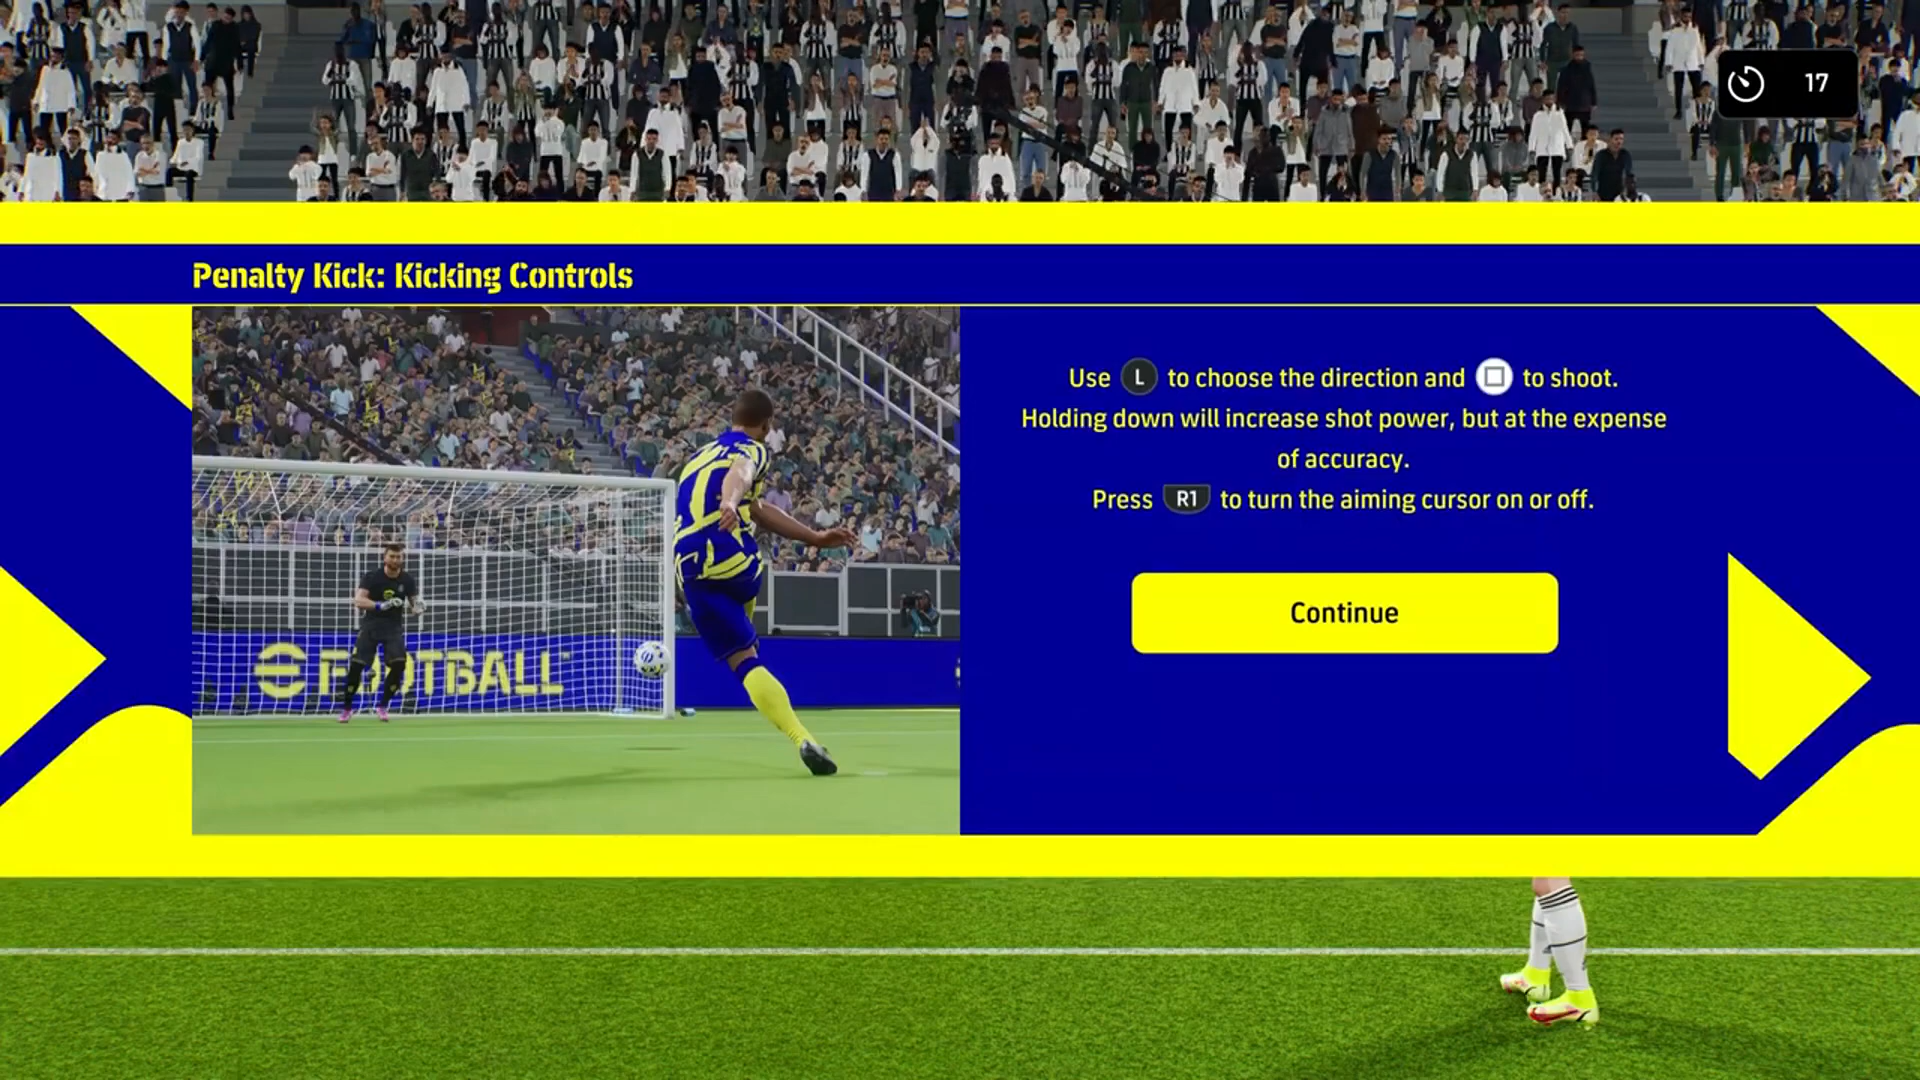 17
Penalty Kick: Kicking Controls
Use L to choose the direction and to shoot.
Holding down will increase shot power, but at the expense
of accuracy.
Press R1 to turn the aiming cursor on or off.
Continue
FOOTBALL